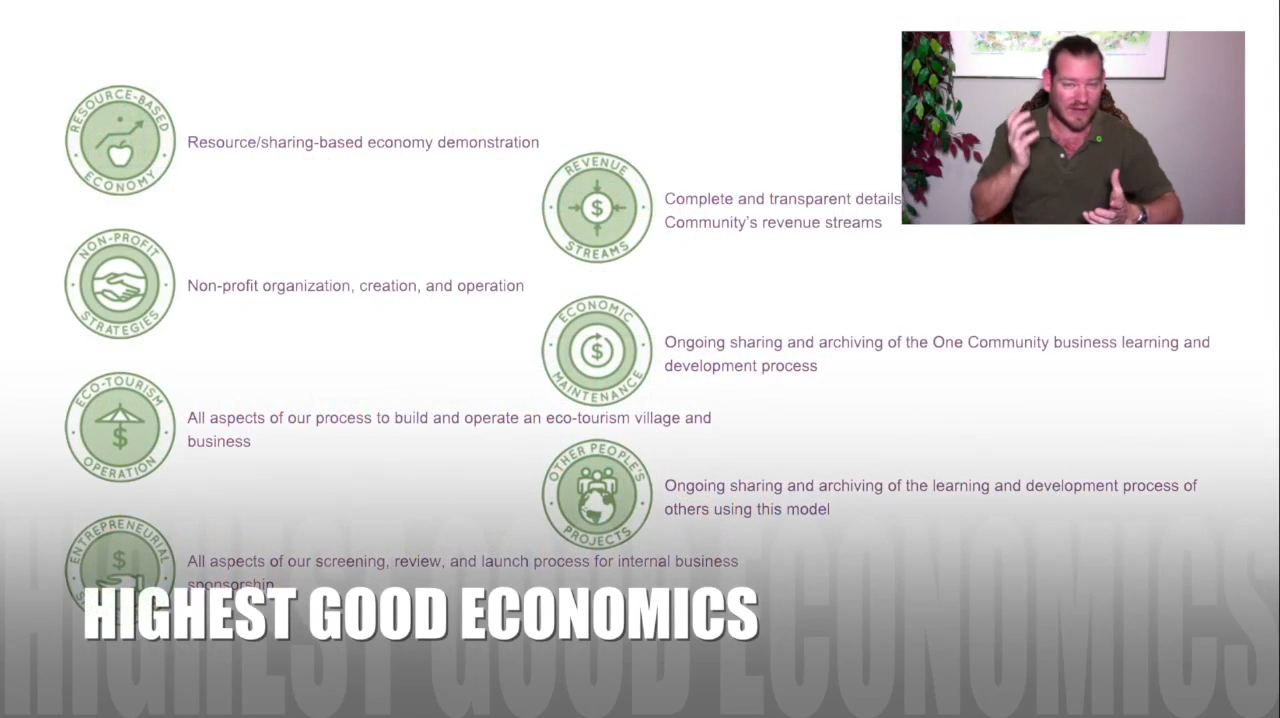 RESOURCE-BASED
ECONOMY
Resource/sharing-based economy demonstration
REVENUE
STREAMS
Complete and transparent details
Community's revenue streams
NON-PROFIT
STRATEGIES
Non-profit organization, creation, and operation
ECONOMIC
MAINTENANCE
Ongoing sharing and archiving of the One Community business learning and
development process
ECO-TOURISM
OPERATION
All aspects of our process to build and operate an eco-tourism village and
business
OTHER PEOPLE'S
PROJECTS
Ongoing sharing and archiving of the learning and development process of
others using this model
ENTREPRENEURIAL
All aspects of our screening, review, and launch process for internal business
sponsorship
HIGHEST GOOD ECONOMICS
HIGHEST GOOD ECONOMICS